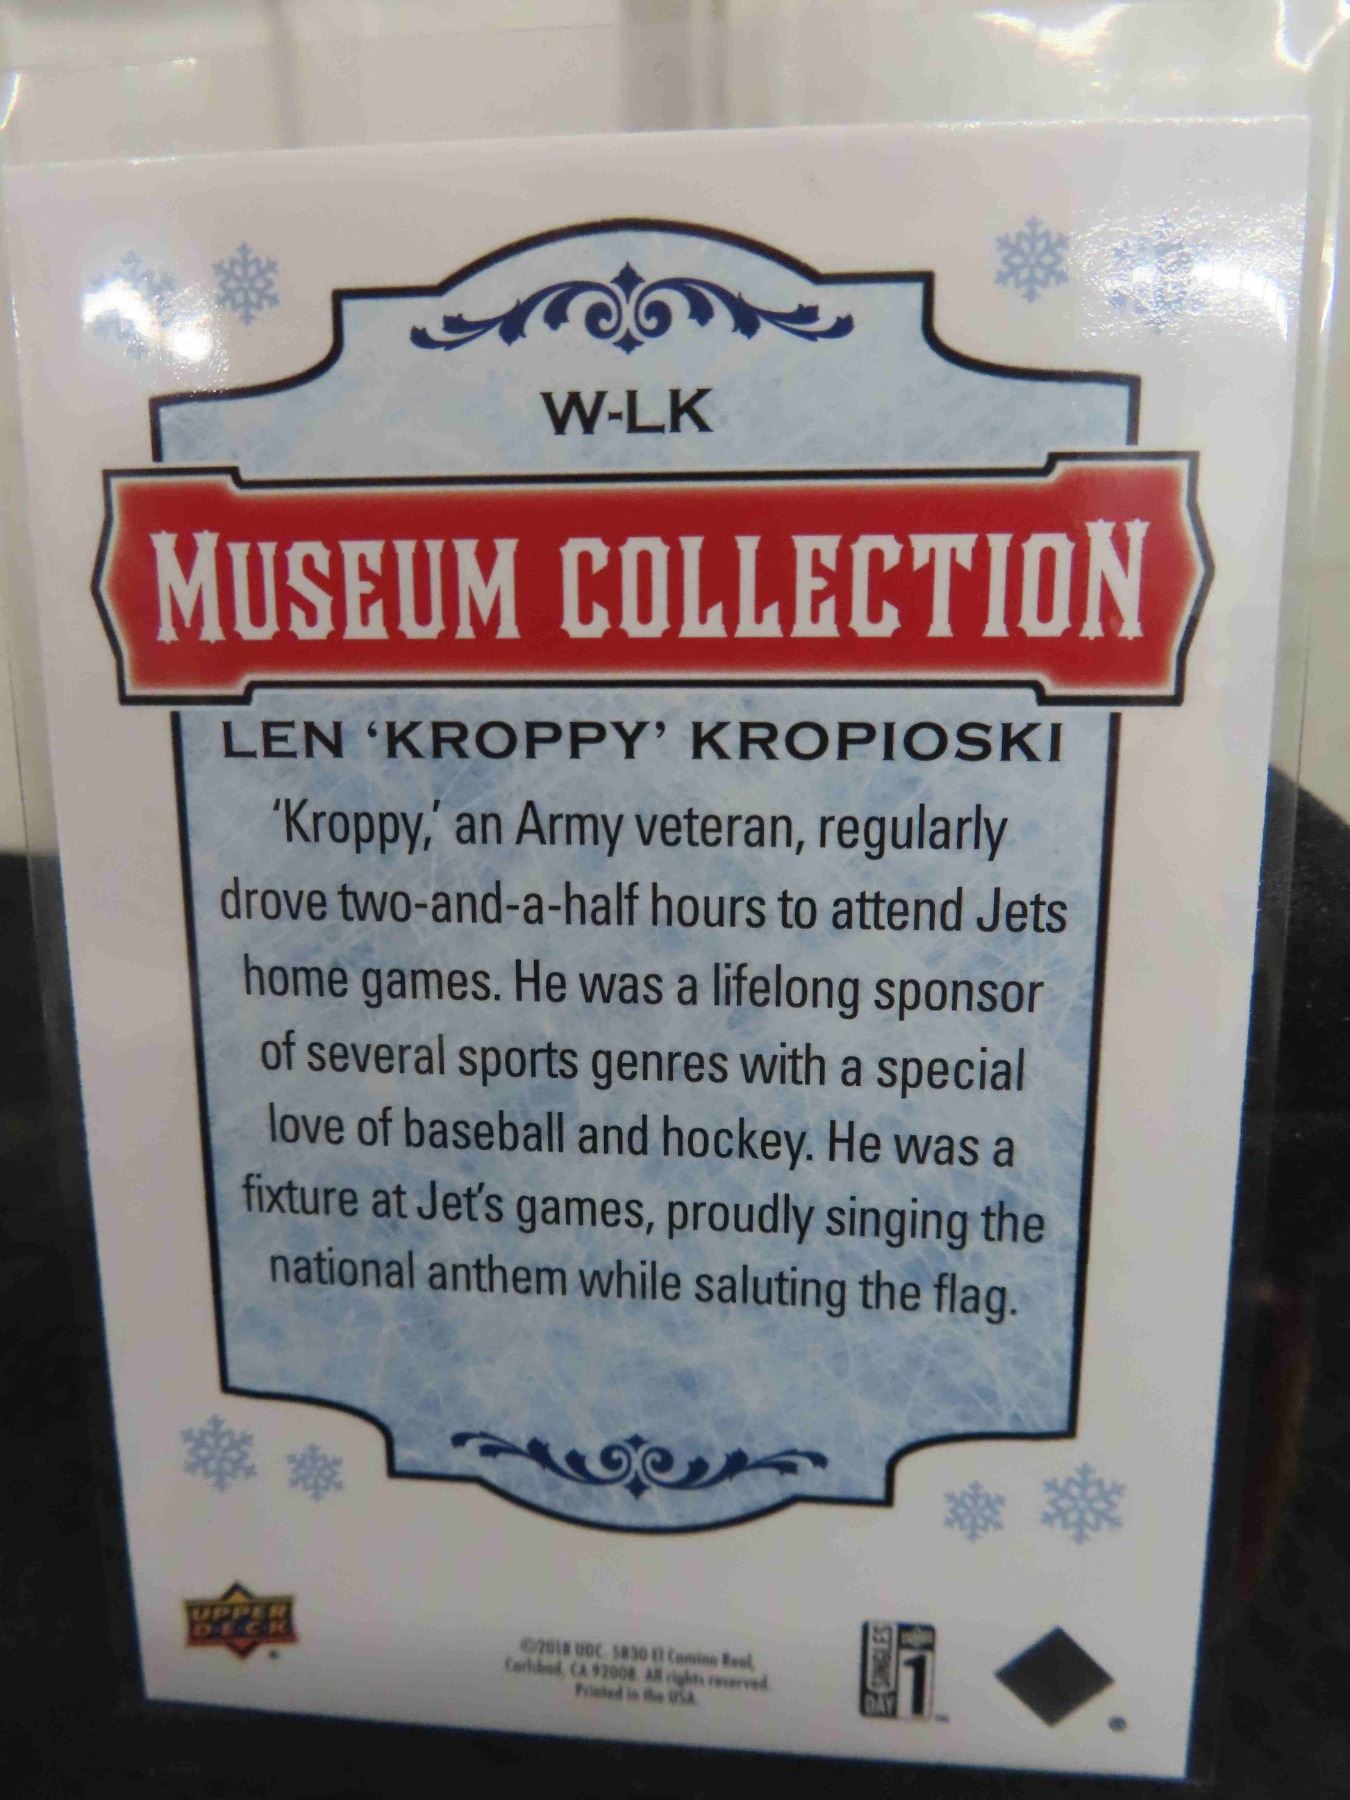 W-LK
MUSEUM COLLECTION
LEN ‘KROPPY’ KROPIOSKI
‘Kroppy,’ an Army veteran, regularly
drove two-and-a-half hours to attend Jets
home games. He was a lifelong sponsor
of several sports genres with a special
love of baseball and hockey. He was a
fixture at Jet’s games, proudly singing the
national anthem while saluting the flag.
UPPER
D·E·C·K
©2018 UDC. 5830 El Camino Real,
Carlsbad, CA 92008. All rights reserved.
Printed in the USA.
SINGLES
DAY
1